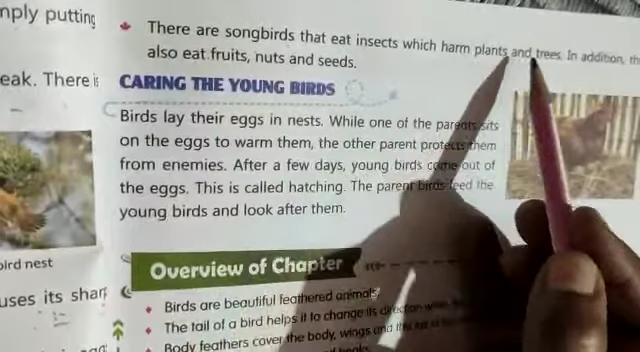 nply putting
There are songbirds that eat insects which harm plants and trees. In addition, th
also eat fruits, nuts and seeds.
eak. There is
CARING THE YOUNG BIRDS
Birds lay their eggs in nests. While one of the parents sits
on the eggs to warm them, the other parent protects them
from enemies. After a few days, young birds come out of
the eggs. This is called hatching. The parent birds feed the
young birds and look after them.
bird nest
Overview of Chapter
uses its shar
Birds are beautiful feathered animals.
The tail of a bird helps it to change its direction when
Body feathers cover the body, wings and